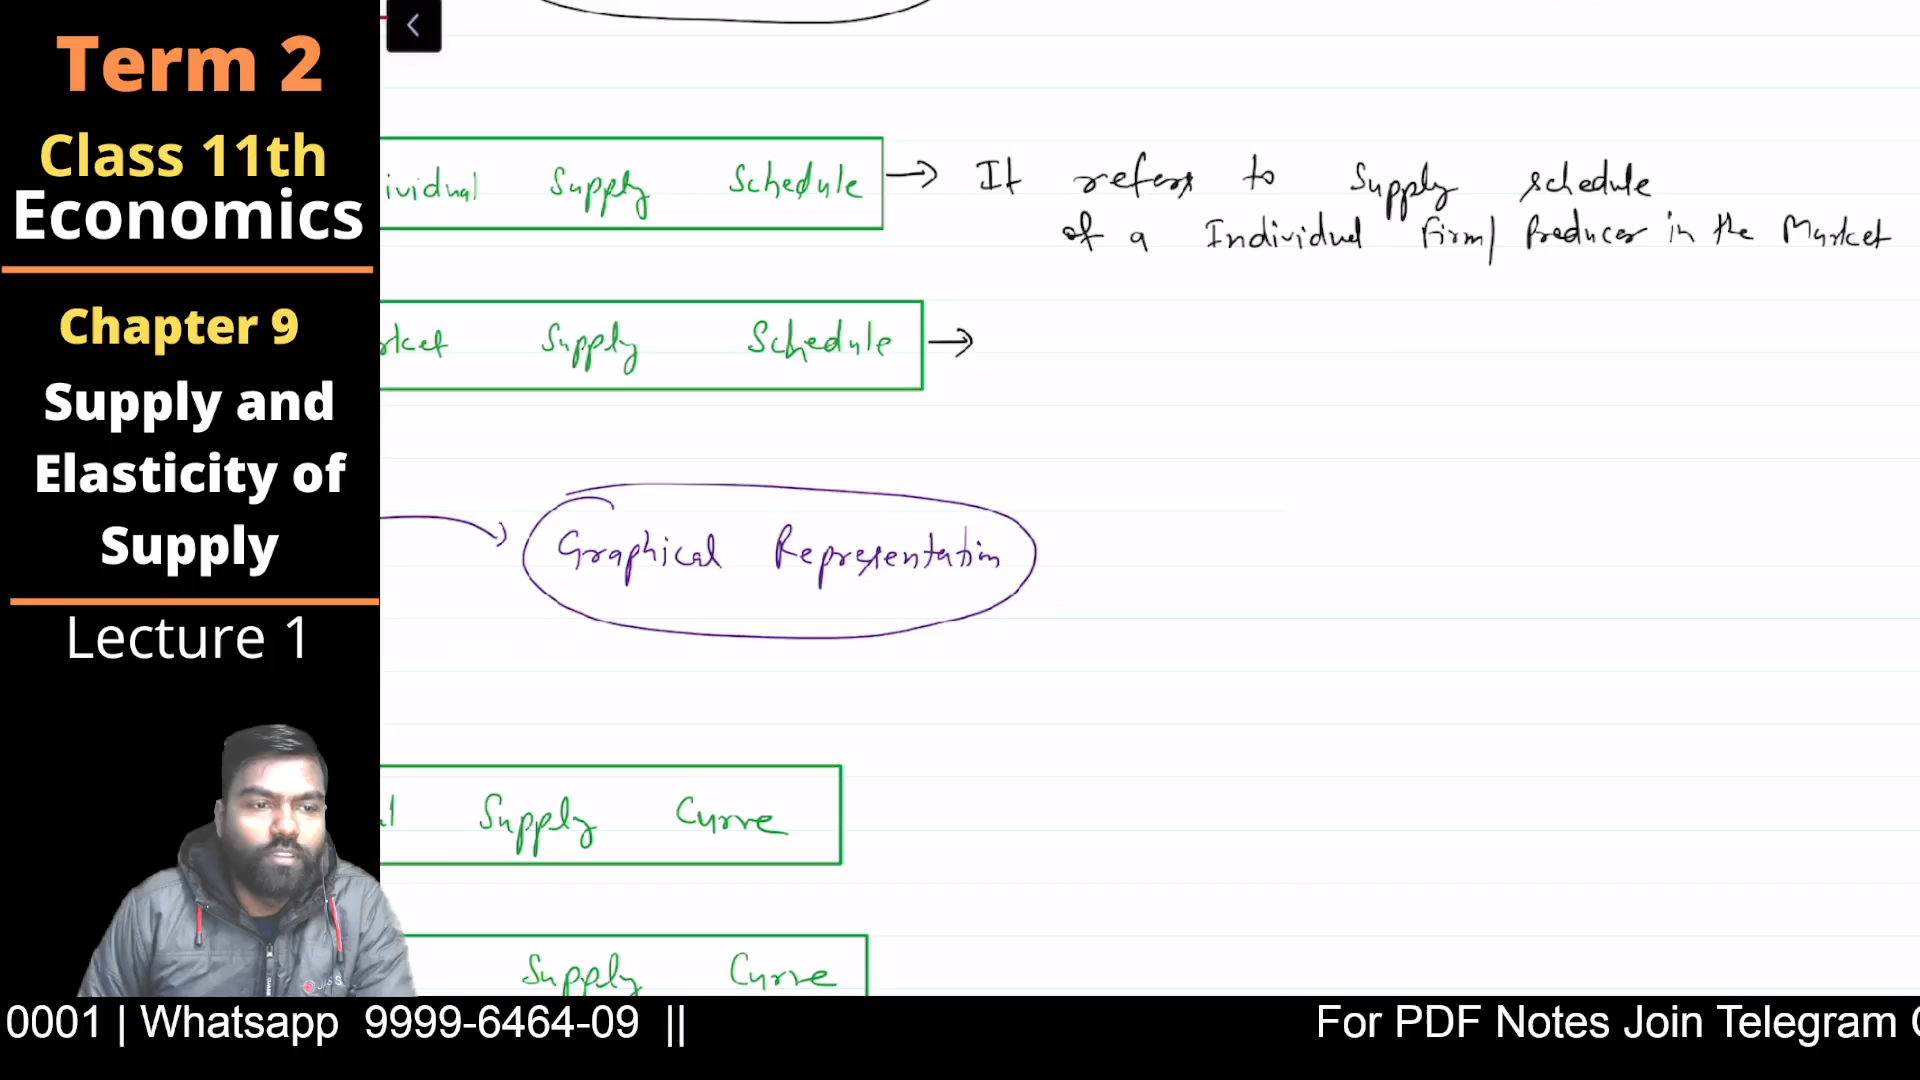 Term 2
Class 11th
Economics
Chapter 9
Supply and
Elasticity of
Supply
Lecture 1
ividual Supply Schedule → It refers to Supply schedule
of a Individual Firm/ Producer in the Market
rket Supply Schedule →
Graphical Representation
Supply Curve
Supply Curve
0001 | Whatsapp 9999-6464-09 ||
For PDF Notes Join Telegram